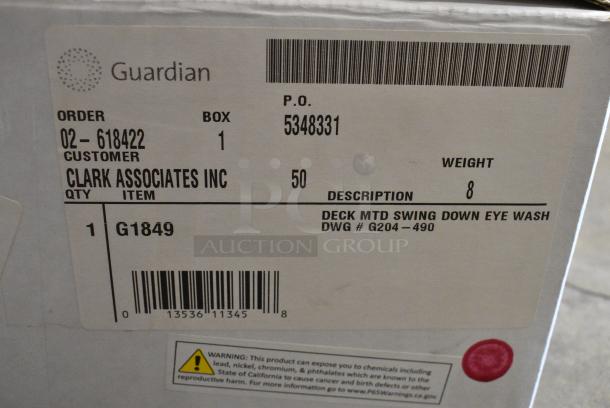 Guardian
P.O.
ORDER BOX 5348331
02-618422 1
CUSTOMER WEIGHT
CLARK ASSOCIATES INC 50 8
QTY ITEM DESCRIPTION
1 G1849 DECK MTD SWING DOWN EYE WASH
DWG # G204-490
PCI
AUCTION GROUP
0 13536 11345 8
WARNING: This product can expose you to chemicals including
lead, nickel, chromium, & phthalates which are known to the
State of California to cause cancer and birth defects or other
reproductive harm. For more information go to www.P65Warnings.ca.gov.